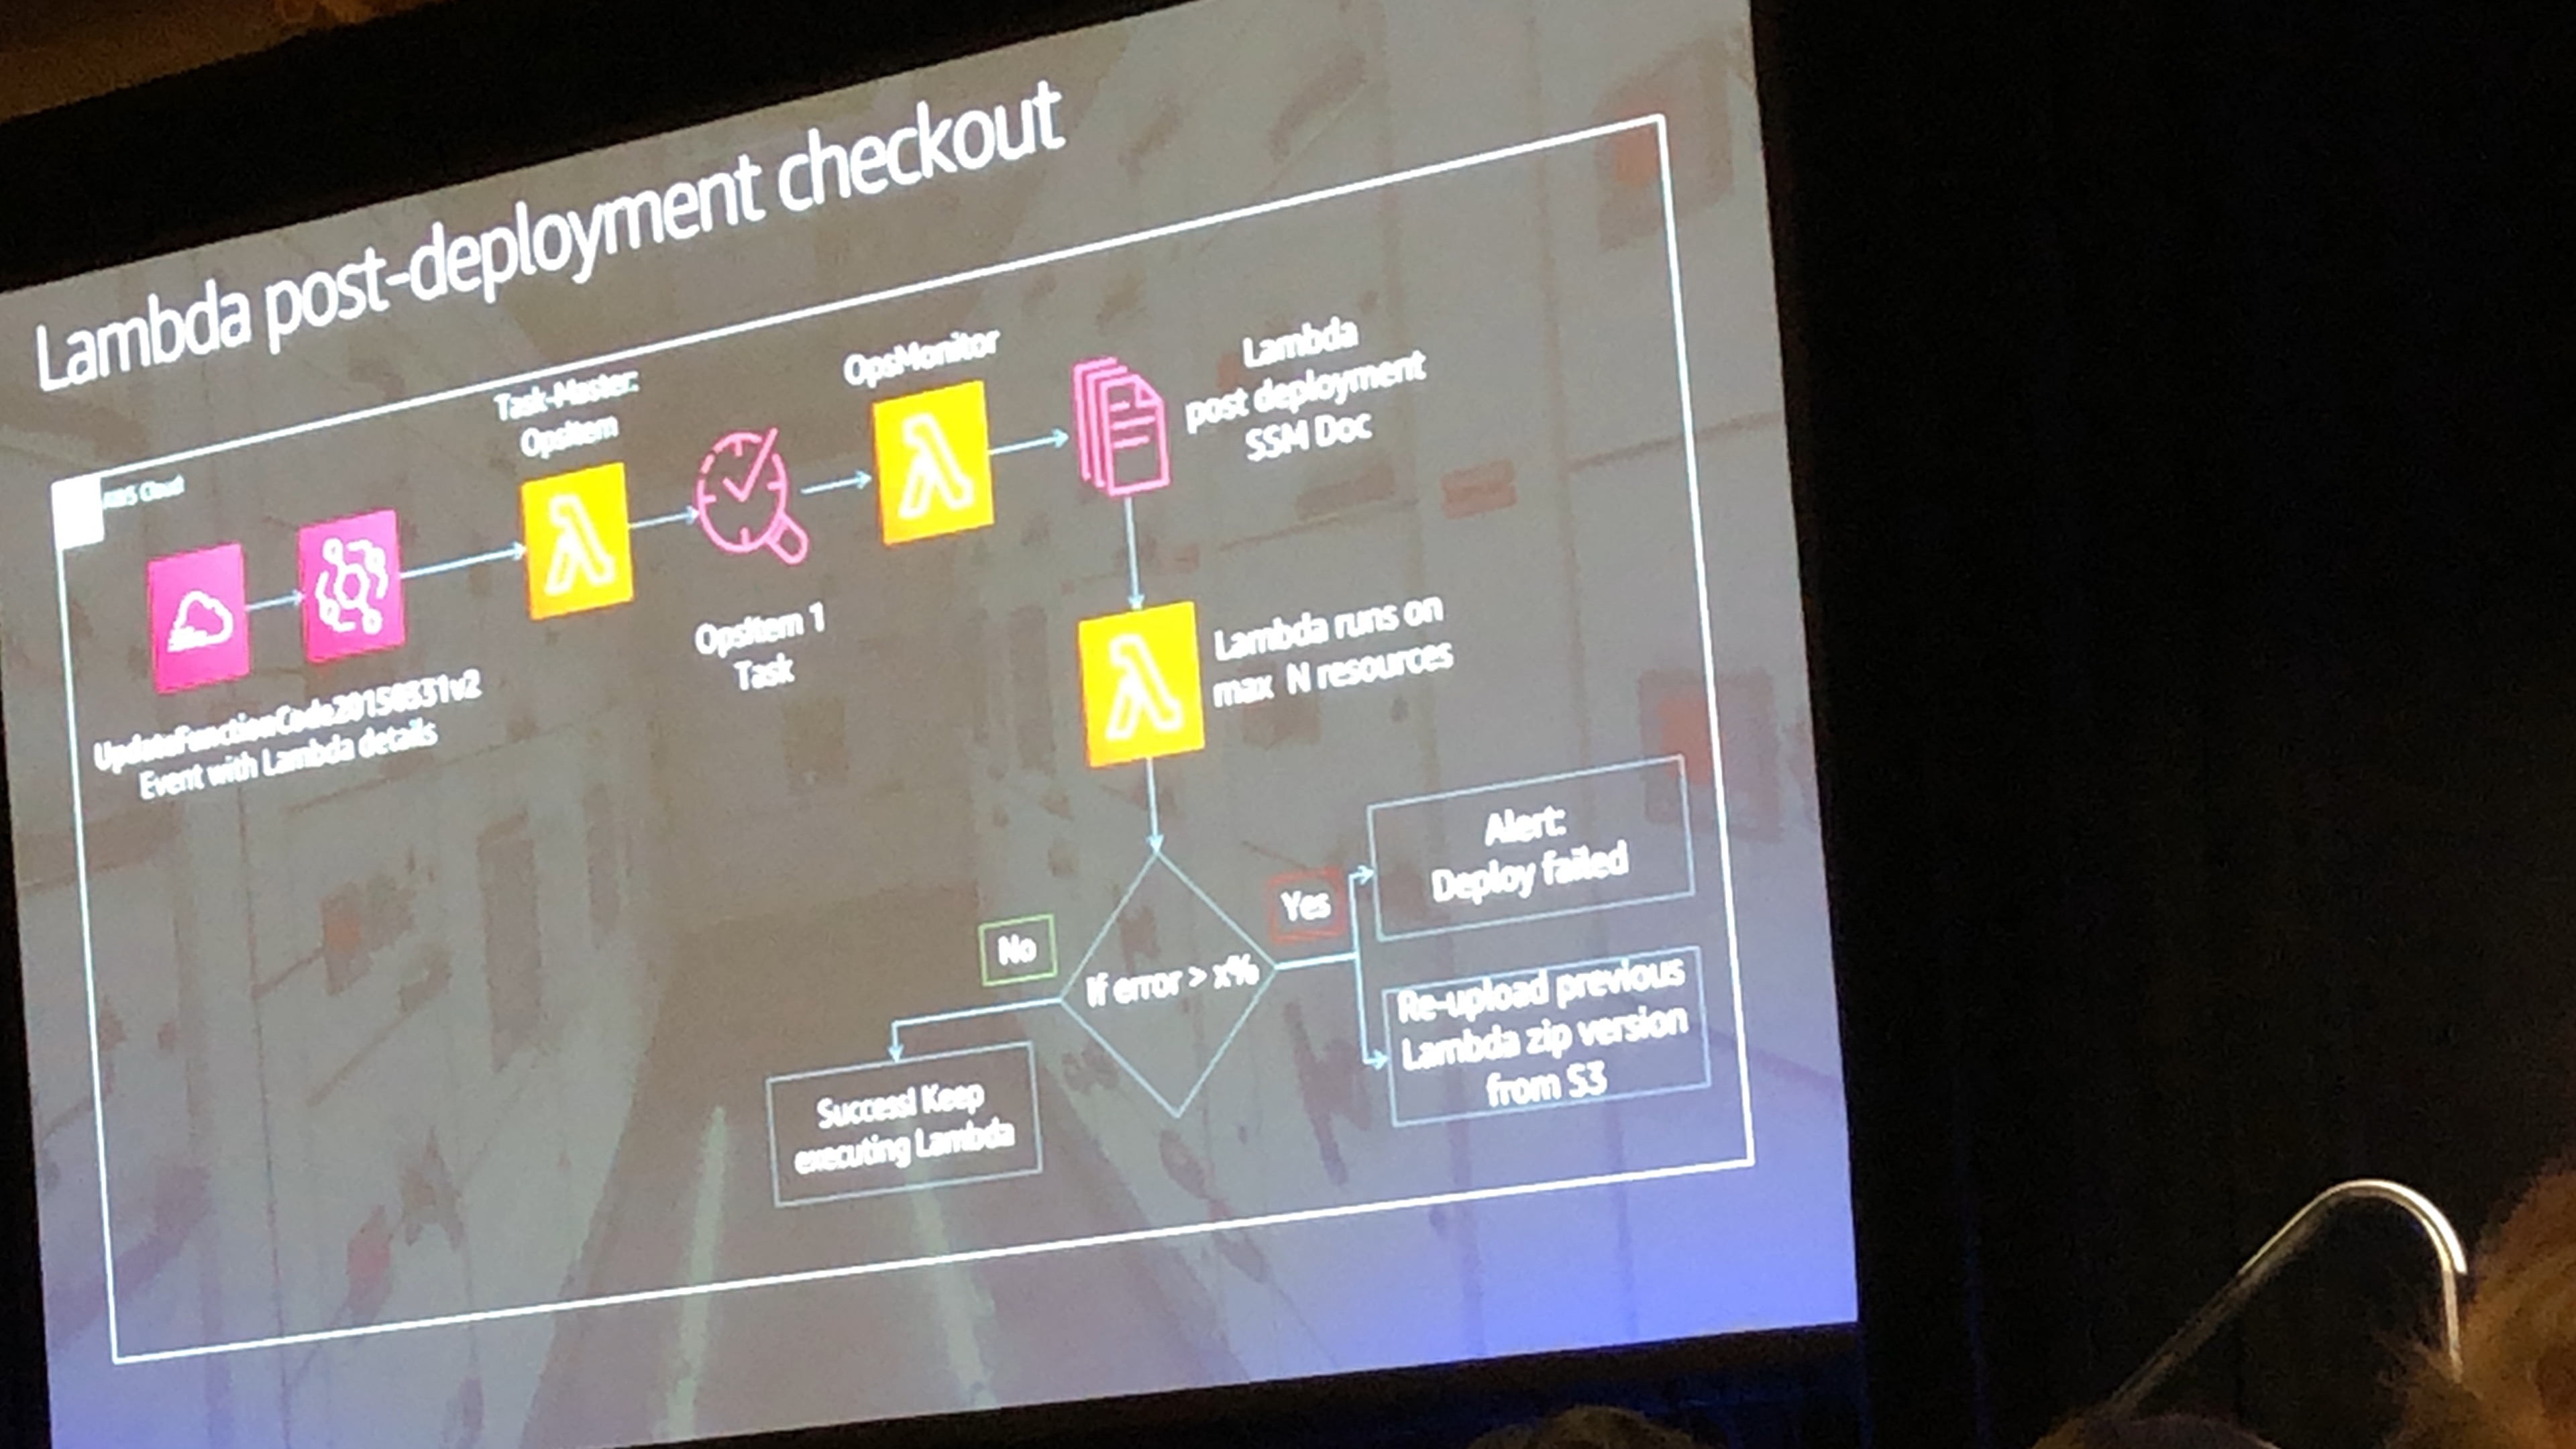 Lambda post-deployment checkout
AWS Cloud
Task-Master:
OpsItem
OpsMonitor
Lambda
post deployment
SSM Doc
OpsItem 1
Task
UpdateFunctionCode20150331v2
Event with Lambda details
Lambda runs on
max N resources
Alert:
Deploy failed
Yes
No
If error > x%
Re-upload previous
Lambda zip version
from S3
Success! Keep
executing Lambda